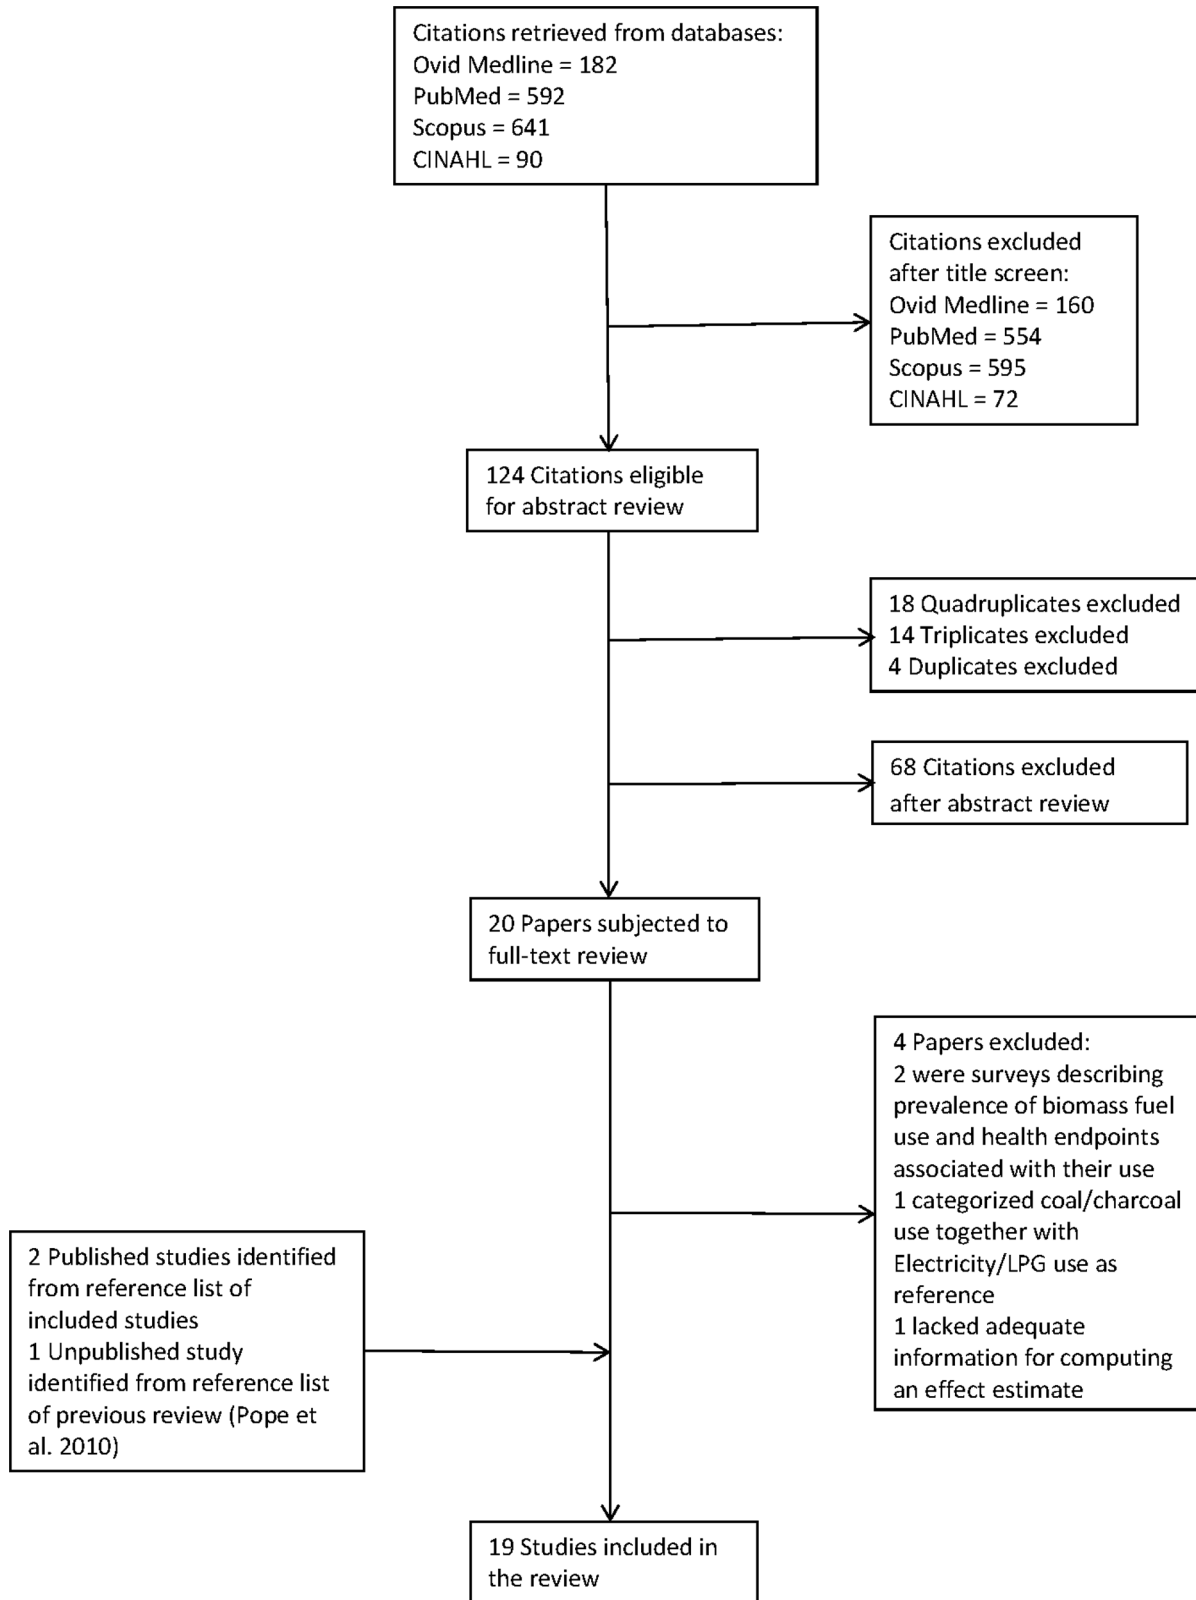 Citations retrieved from databases:
Ovid Medline = 182
PubMed = 592
Scopus = 641
CINAHL = 90
Citations excluded
after title screen:
Ovid Medline = 160
PubMed = 554
Scopus = 595
CINAHL = 72
124 Citations eligible
for abstract review
18 Quadruplicates excluded
14 Triplicates excluded
4 Duplicates excluded
68 Citations excluded
after abstract review
20 Papers subjected to
full-text review
4 Papers excluded:
2 were surveys describing
prevalence of biomass fuel
use and health endpoints
associated with their use
1 categorized coal/charcoal
use together with
Electricity/LPG use as
reference
1 lacked adequate
information for computing
an effect estimate
2 Published studies identified
from reference list of
included studies
1 Unpublished study
identified from reference list
of previous review (Pope et
al. 2010)
19 Studies included in
the review